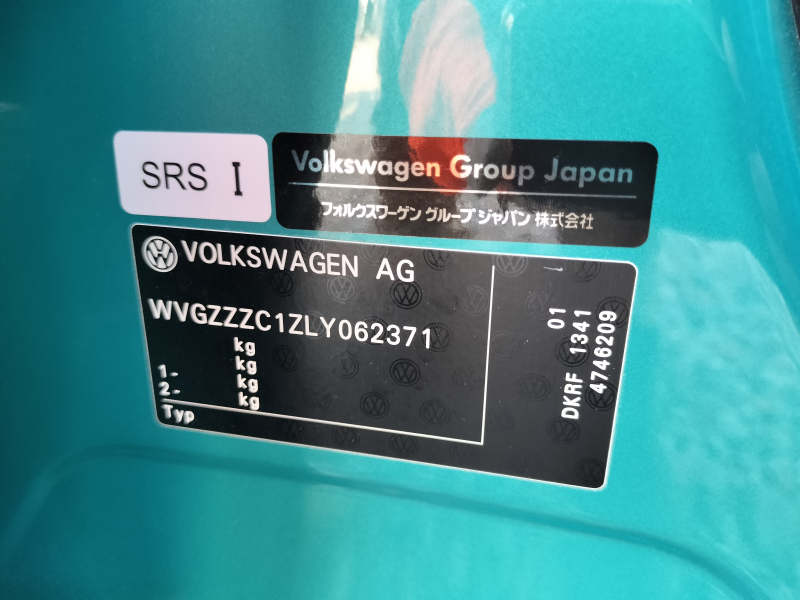 SRS I
Volkswagen Group Japan
フォルクスワーゲン グループ ジャパン 株式会社
VOLKSWAGEN AG
WVGZZZC1ZLY062371
kg
kg
1- kg
2- kg
Typ
01
DKRF 1341
4746209